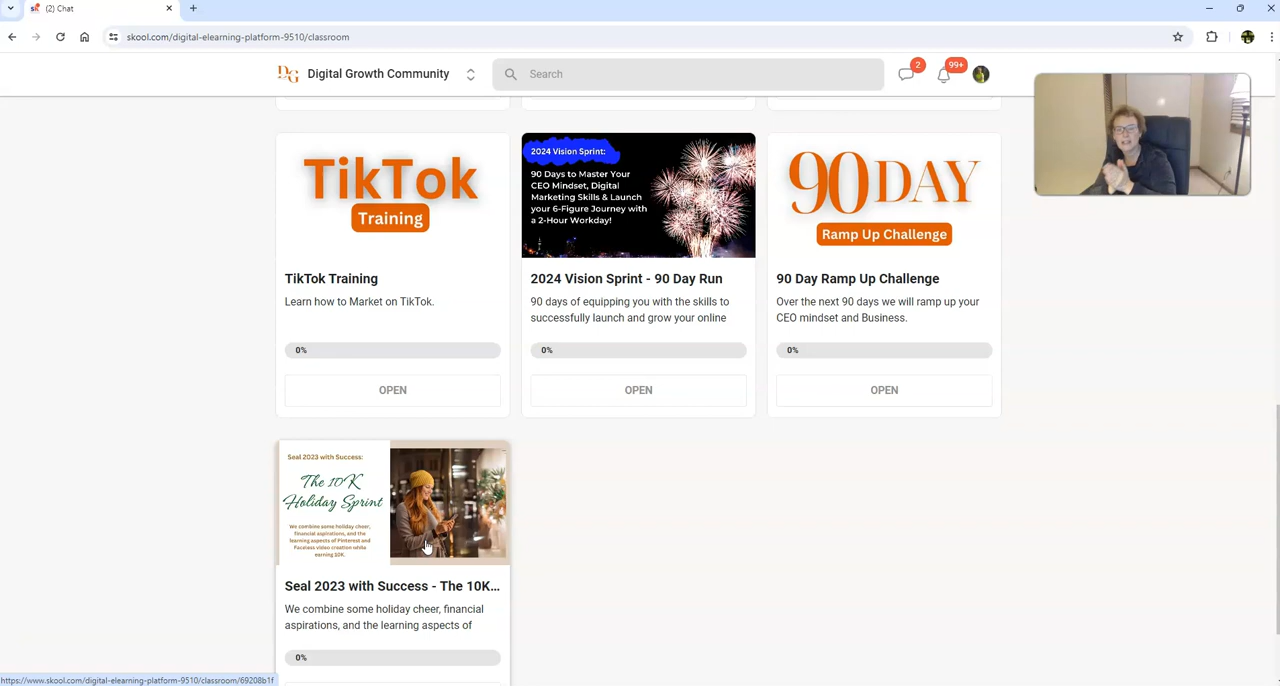 (2) Chat
skool.com/digital-elearning-platform-9510/classroom
DG Digital Growth Community
Search
2
99+
TikTok
Training
TikTok Training
Learn how to Market on TikTok.
0%
OPEN
2024 Vision Sprint:
90 Days to Master Your
CEO Mindset, Digital
Marketing Skills & Launch
your 6-Figure Journey with
a 2-Hour Workday!
2024 Vision Sprint - 90 Day Run
90 days of equipping you with the skills to
successfully launch and grow your online
0%
OPEN
90 DAY
Ramp Up Challenge
90 Day Ramp Up Challenge
Over the next 90 days we will ramp up your
CEO mindset and Business.
0%
OPEN
Seal 2023 with Success:
The 10K
Holiday Sprint
We combine some holiday cheer,
financial aspirations, and the
learning aspects of Pinterest and
Faceless video creation while
earning 10K.
Seal 2023 with Success - The 10K...
We combine some holiday cheer, financial
aspirations, and the learning aspects of
0%
https://www.skool.com/digital-elearning-platform-9510/classroom/69208b1f